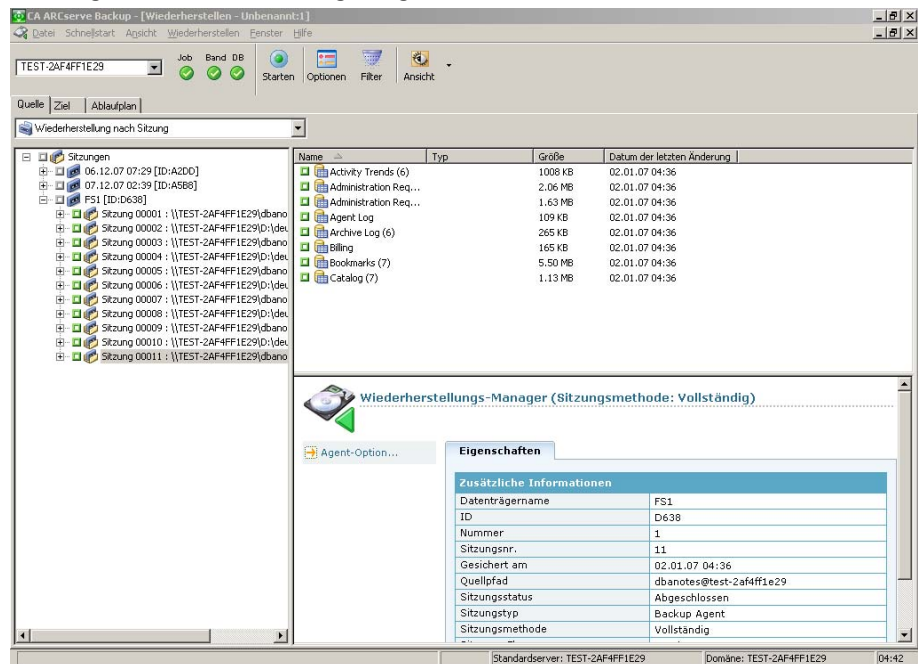 CA ARCserve Backup - [Wiederherstellen - Unbenannt:1]
Datei Schnellstart Ansicht Wiederherstellen Fenster Hilfe
TEST-2AF4FF1E29
Job Band DB
Starten Optionen Filter Ansicht
Quelle Ziel Ablaufplan
Wiederherstellung nach Sitzung
Sitzungen
06.12.07 07:29 [ID:A2DD]
07.12.07 02:39 [ID:A5B8]
FS1 [ID:D638]
Sitzung 00001 : \\TEST-2AF4FF1E29\dbano
Sitzung 00002 : \\TEST-2AF4FF1E29\D:\deu
Sitzung 00003 : \\TEST-2AF4FF1E29\dbano
Sitzung 00004 : \\TEST-2AF4FF1E29\D:\deu
Sitzung 00005 : \\TEST-2AF4FF1E29\dbano
Sitzung 00006 : \\TEST-2AF4FF1E29\D:\deu
Sitzung 00007 : \\TEST-2AF4FF1E29\dbano
Sitzung 00008 : \\TEST-2AF4FF1E29\D:\deu
Sitzung 00009 : \\TEST-2AF4FF1E29\dbano
Sitzung 00010 : \\TEST-2AF4FF1E29\D:\deu
Sitzung 00011 : \\TEST-2AF4FF1E29\dbano
Name Typ Größe Datum der letzten Änderung
Activity Trends (6) 1008 KB 02.01.07 04:36
Administration Req... 2.06 MB 02.01.07 04:36
Administration Req... 1.63 MB 02.01.07 04:36
Agent Log 109 KB 02.01.07 04:36
Archive Log (6) 265 KB 02.01.07 04:36
Billing 165 KB 02.01.07 04:36
Bookmarks (7) 5.50 MB 02.01.07 04:36
Catalog (7) 1.13 MB 02.01.07 04:36
Wiederherstellungs-Manager (Sitzungsmethode: Vollständig)
Agent-Option...
Eigenschaften
Zusätzliche Informationen
Datenträgername FS1
ID D638
Nummer 1
Sitzungsnr. 11
Gesichert am 02.01.07 04:36
Quellpfad dbanotes@test-2af4ff1e29
Sitzungsstatus Abgeschlossen
Sitzungstyp Backup Agent
Sitzungsmethode Vollständig
Standardserver: TEST-2AF4FF1E29 Domäne: TEST-2AF4FF1E29 04:42